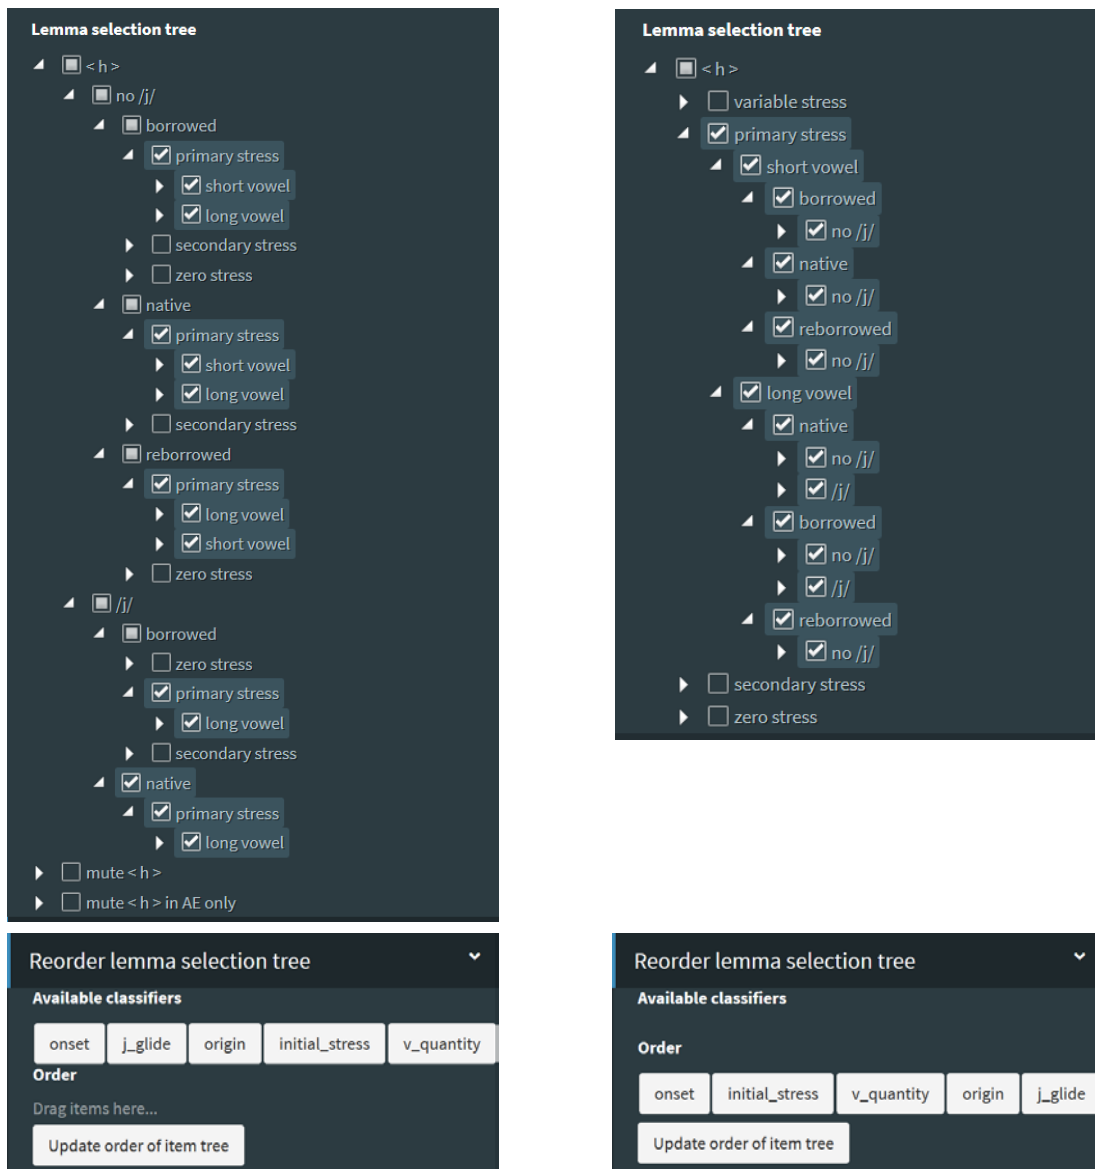 Lemma selection tree
< h >
no /j/
borrowed
primary stress
short vowel
long vowel
secondary stress
zero stress
native
primary stress
short vowel
long vowel
secondary stress
reborrowed
primary stress
long vowel
short vowel
zero stress
/j/
borrowed
zero stress
primary stress
long vowel
secondary stress
native
primary stress
long vowel
mute < h >
mute < h > in AE only
Lemma selection tree
< h >
variable stress
primary stress
short vowel
borrowed
no /j/
native
no /j/
reborrowed
no /j/
long vowel
native
no /j/
/j/
borrowed
no /j/
/j/
reborrowed
no /j/
secondary stress
zero stress
Reorder lemma selection tree
Available classifiers
onset j_glide origin initial_stress v_quantity
Order
Drag items here...
Update order of item tree
Reorder lemma selection tree
Available classifiers
Order
onset initial_stress v_quantity origin j_glide
Update order of item tree